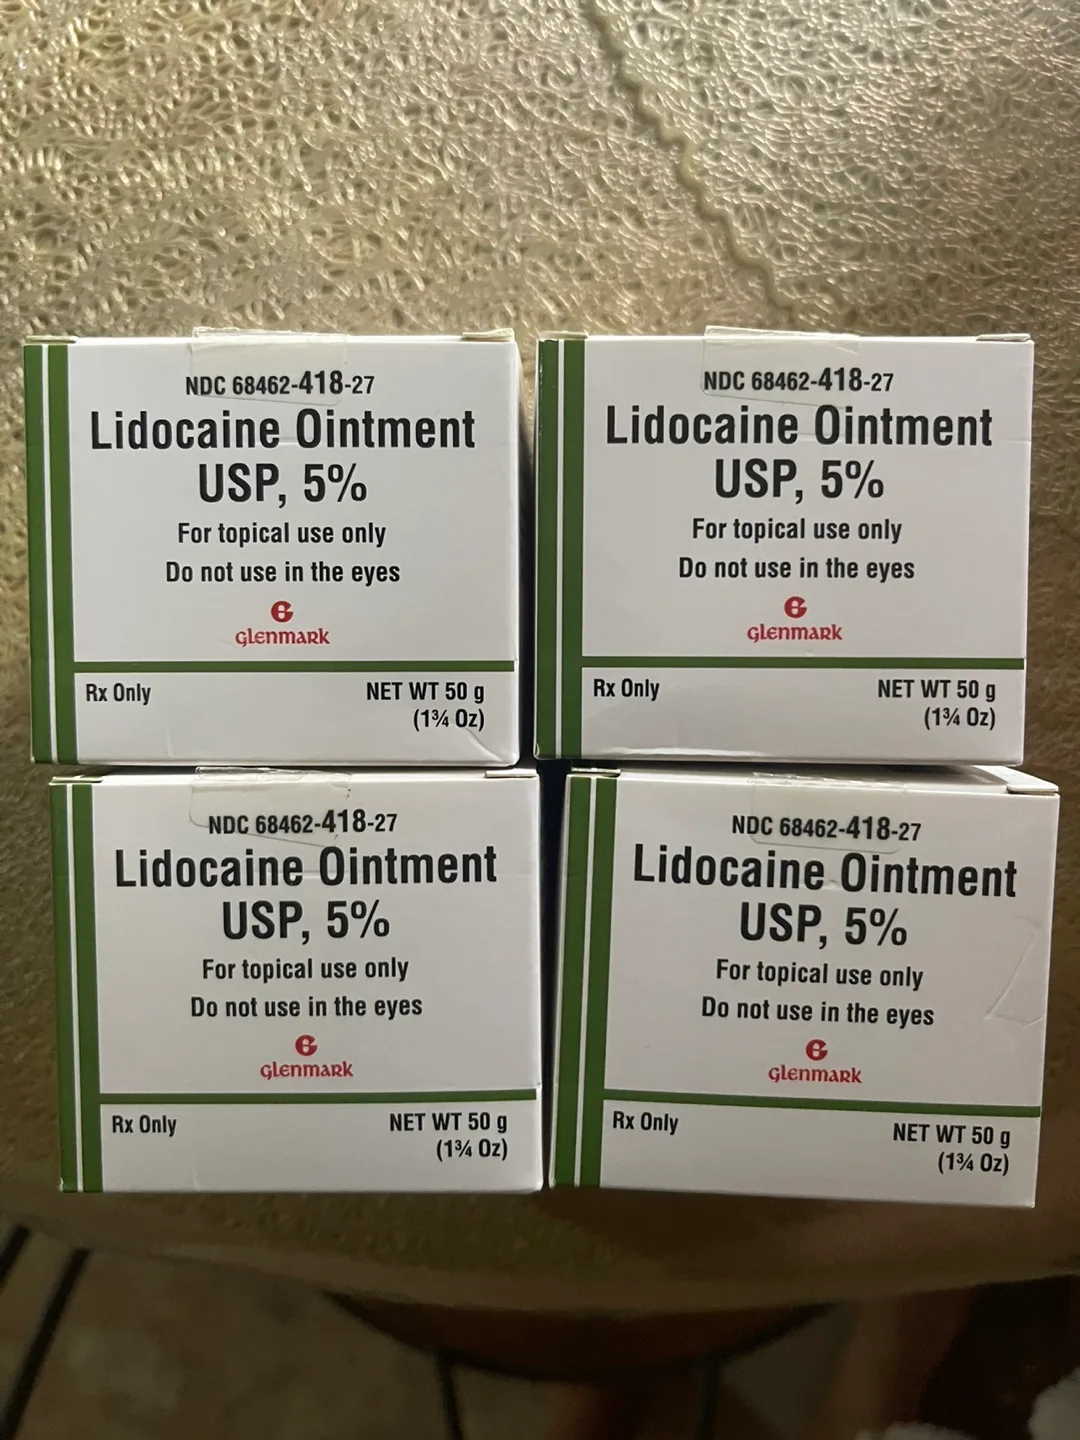 NDC 68462-418-27
Lidocaine Ointment
USP, 5%
For topical use only
Do not use in the eyes
G
Glenmark
Rx Only
NET WT 50 g
(1¾ Oz)
NDC 68462-418-27
Lidocaine Ointment
USP, 5%
For topical use only
Do not use in the eyes
G
Glenmark
Rx Only
NET WT 50 g
(1¾ Oz)
NDC 68462-418-27
Lidocaine Ointment
USP, 5%
For topical use only
Do not use in the eyes
G
Glenmark
Rx Only
NET WT 50 g
(1¾ Oz)
NDC 68462-418-27
Lidocaine Ointment
USP, 5%
For topical use only
Do not use in the eyes
G
Glenmark
Rx Only
NET WT 50 g
(1¾ Oz)